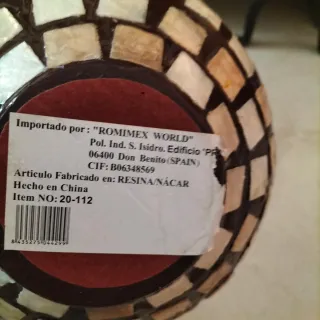 Importado por : "ROMIMEX WORLD"
Pol. Ind. S. Isidro. Edificio
06400 Don Benito (SPAIN)
CIF: B06348569
Articulo Fabricado en: RESINA/NÁCAR
Hecho en China
Item NO: 20-112